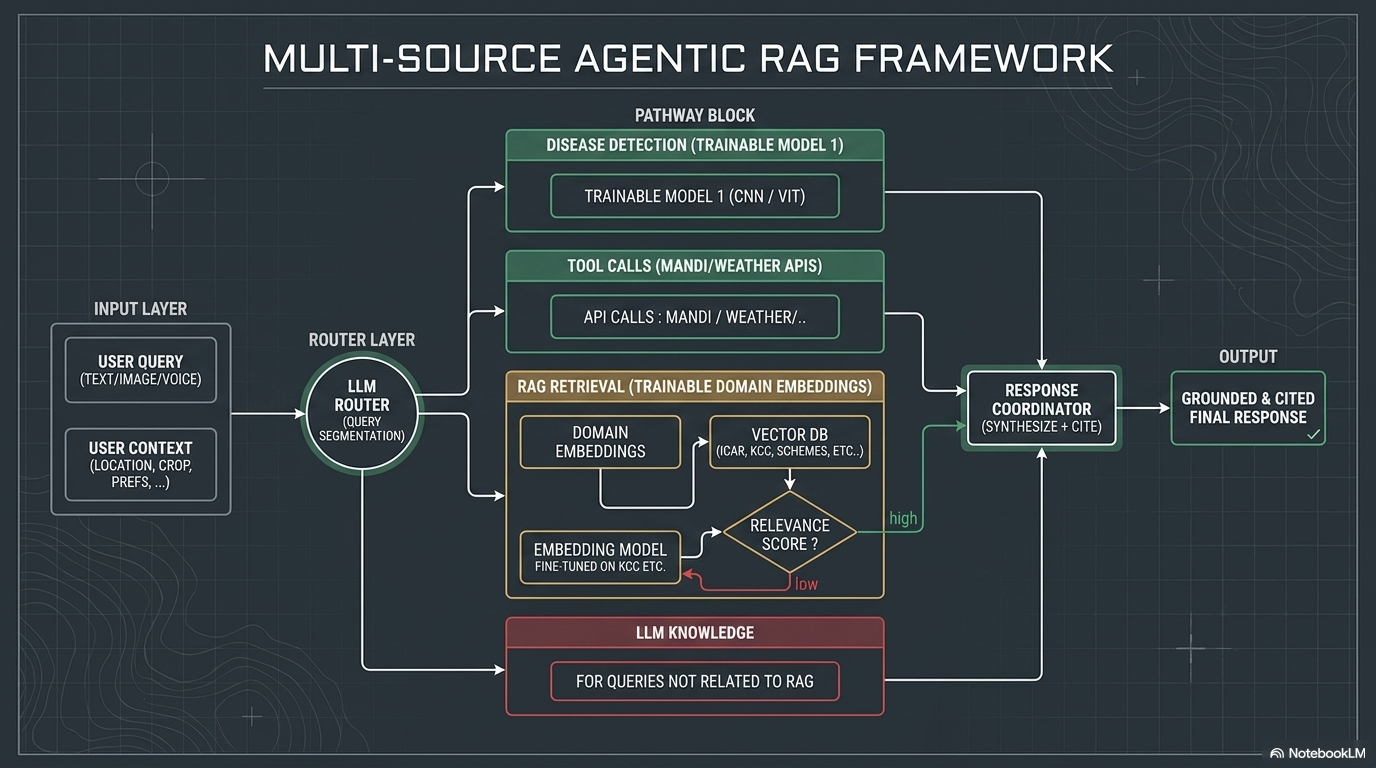 MULTI-SOURCE AGENTIC RAG FRAMEWORK
INPUT LAYER
USER QUERY
(TEXT/IMAGE/VOICE)
USER CONTEXT
(LOCATION, CROP,
PREFS, ...)
ROUTER LAYER
LLM
ROUTER
(QUERY
SEGMENTATION)
PATHWAY BLOCK
DISEASE DETECTION (TRAINABLE MODEL 1)
TRAINABLE MODEL 1 (CNN / VIT)
TOOL CALLS (MANDI/WEATHER APIS)
API CALLS : MANDI / WEATHER/..
RAG RETRIEVAL (TRAINABLE DOMAIN EMBEDDINGS)
DOMAIN
EMBEDDINGS
VECTOR DB
(ICAR, KCC, SCHEMES, ETC..)
RELEVANCE
SCORE ?
high
low
EMBEDDING MODEL
FINE-TUNED ON KCC ETC.
LLM KNOWLEDGE
FOR QUERIES NOT RELATED TO RAG
RESPONSE
COORDINATOR
(SYNTHESIZE + CITE)
OUTPUT
GROUNDED & CITED
FINAL RESPONSE
NotebookLM